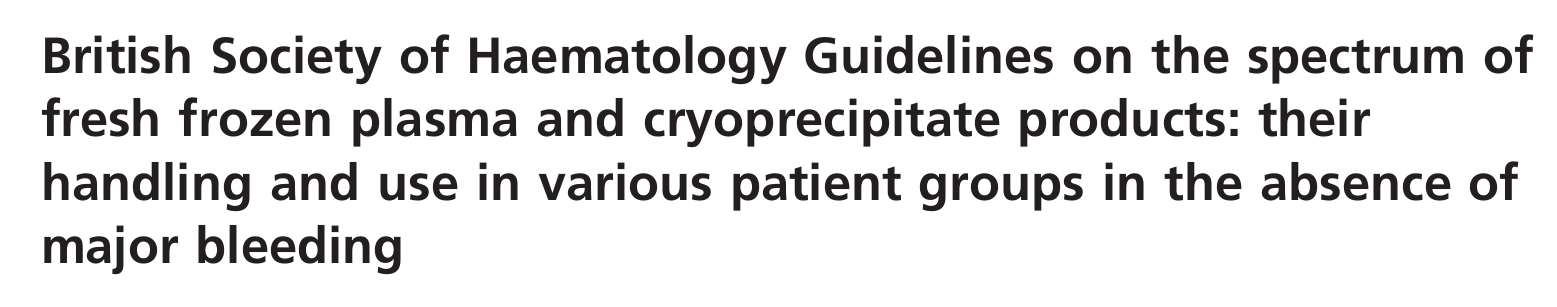 British Society of Haematology Guidelines on the spectrum of
fresh frozen plasma and cryoprecipitate products: their
handling and use in various patient groups in the absence of
major bleeding